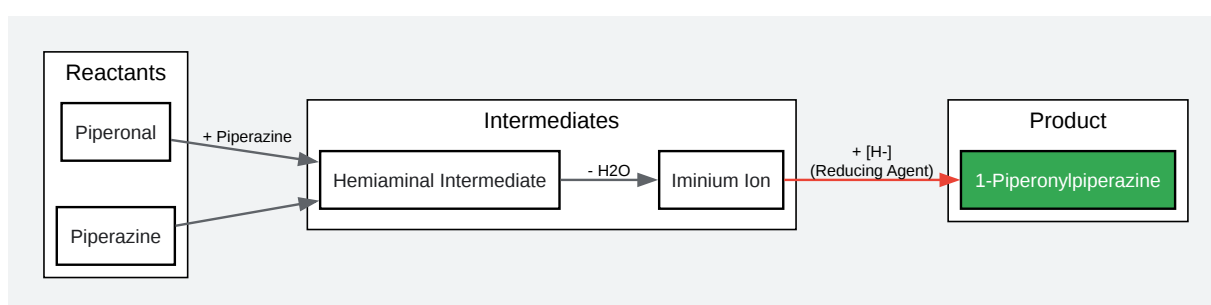 Reactants
Piperonal
Piperazine
+ Piperazine
Intermediates
Hemiaminal Intermediate
- H2O
Iminium Ion
+ [H-]
(Reducing Agent)
Product
1-Piperonylpiperazine